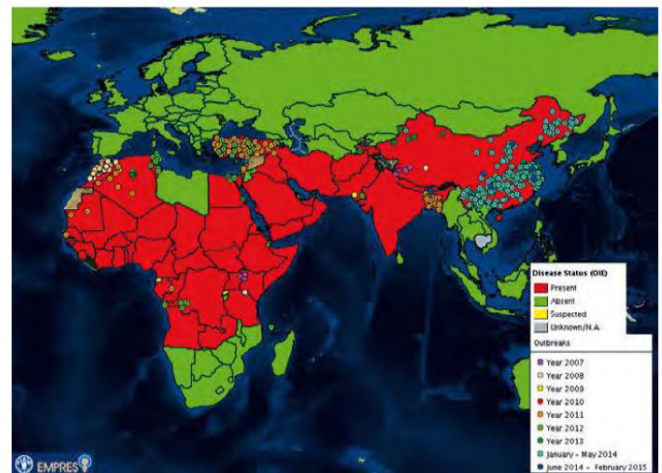 Disease Status (OIE)
Present
Absent
Suspected
Unknown/N.A.
Outbreaks
Year 2007
Year 2008
Year 2009
Year 2010
Year 2011
Year 2012
Year 2013
January - May 2014
June 2014 - February 2015
EMPRES